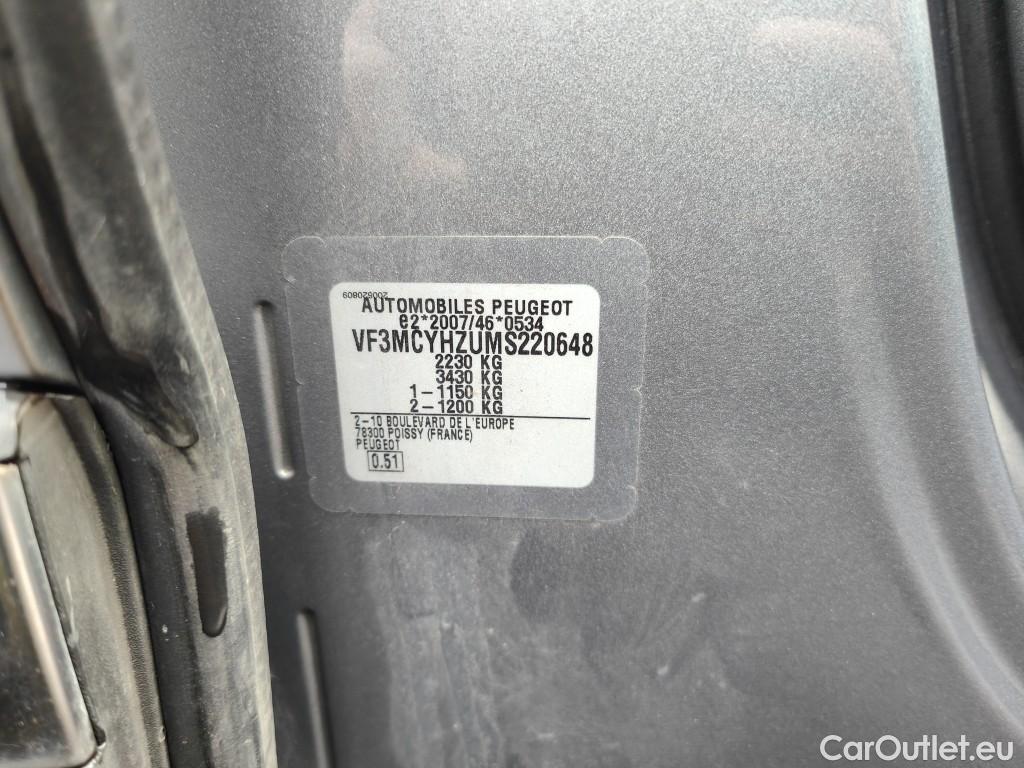 200620809
AUTOMOBILES PEUGEOT
e2*2007/46*0534
VF3MCYHZUMS220648
2230 KG
3430 KG
1-1150 KG
2-1200 KG
2-10 BOULEVARD DE L'EUROPE
78300 POISSY (FRANCE)
PEUGEOT
0.51
CarOutlet.eu